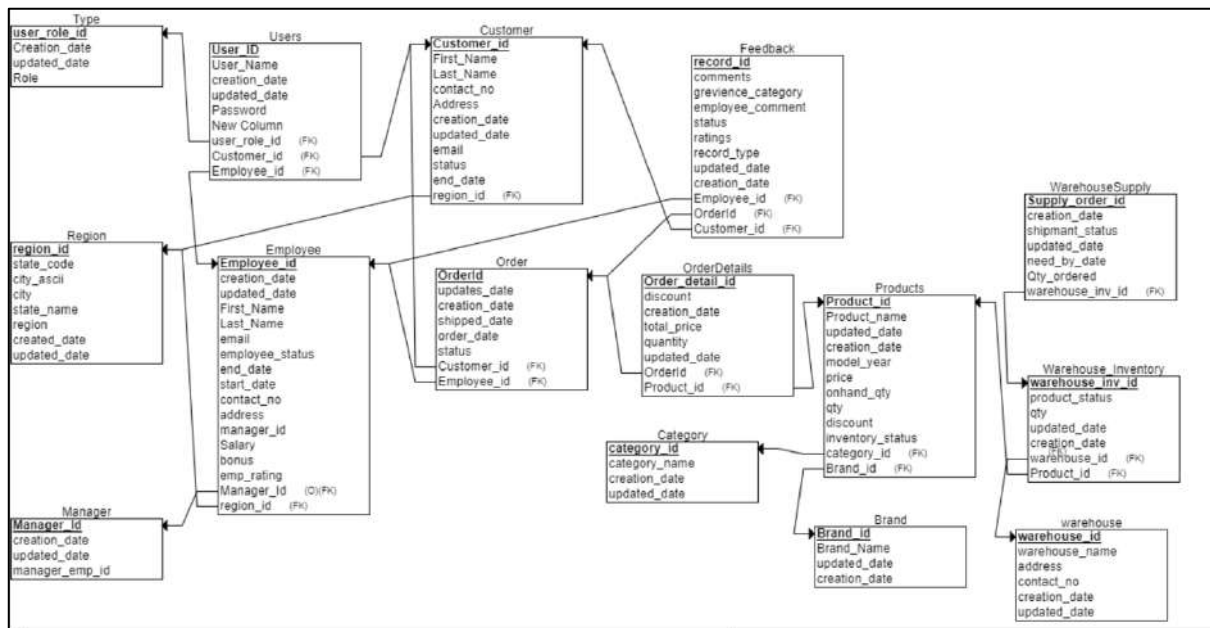 Type
user_role_id
Creation_date
updated_date
Role
Users
User_ID
User_Name
creation_date
updated_date
Password
New Column
user_role_id (FK)
Customer_id (FK)
Employee_id (FK)
Customer
Customer_id
First_Name
Last_Name
contact_no
Address
creation_date
updated_date
email
status
end_date
region_id (FK)
Feedback
record_id
comments
grevience_category
employee_comment
status
ratings
record_type
updated_date
creation_date
Employee_id (FK)
OrderId (FK)
Customer_id (FK)
WarehouseSupply
Supply_order_id
creation_date
shipmant_status
updated_date
need_by_date
Qty_ordered
warehouse_inv_id (FK)
Region
region_id
state_code
city_ascii
city
state_name
region
created_date
updated_date
Employee
Employee_id
creation_date
updated_date
First_Name
Last_Name
email
employee_status
end_date
start_date
contact_no
address
manager_id
Salary
bonus
emp_rating
Manager_Id (O)(FK)
region_id (FK)
Order
OrderId
updates_date
creation_date
shipped_date
order_date
status
Customer_id (FK)
Employee_id (FK)
OrderDetails
Order_detail_id
discount
creation_date
total_price
quantity
updated_date
OrderId (FK)
Product_id (FK)
Products
Product_id
Product_name
updated_date
creation_date
model_year
price
onhand_qty
qty
discount
inventory_status
category_id (FK)
Brand_id (FK)
Warehouse_Inventory
warehouse_inv_id
product_status
qty
updated_date
creation_date
(FK)
warehouse_id (FK)
Product_id (FK)
Category
category_id
category_name
creation_date
updated_date
Manager
Manager_Id
creation_date
updated_date
manager_emp_id
Brand
Brand_id
Brand_Name
updated_date
creation_date
warehouse
warehouse_id
warehouse_name
address
contact_no
creation_date
updated_date